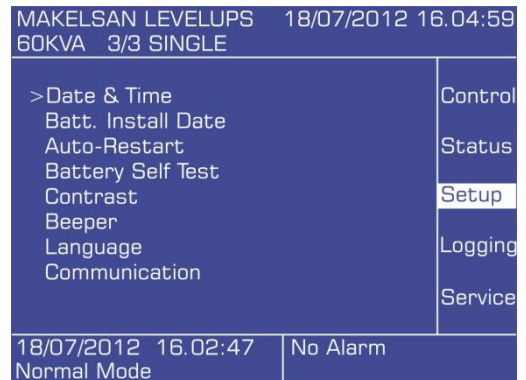 MAKELSAN LEVELUPS 18/07/2012 16.04:59
60KVA 3/3 SINGLE
>Date & Time
Batt. Install Date
Auto-Restart
Battery Self Test
Contrast
Beeper
Language
Communication
Control
Status
Setup
Logging
Service
18/07/2012 16.02:47 No Alarm
Normal Mode